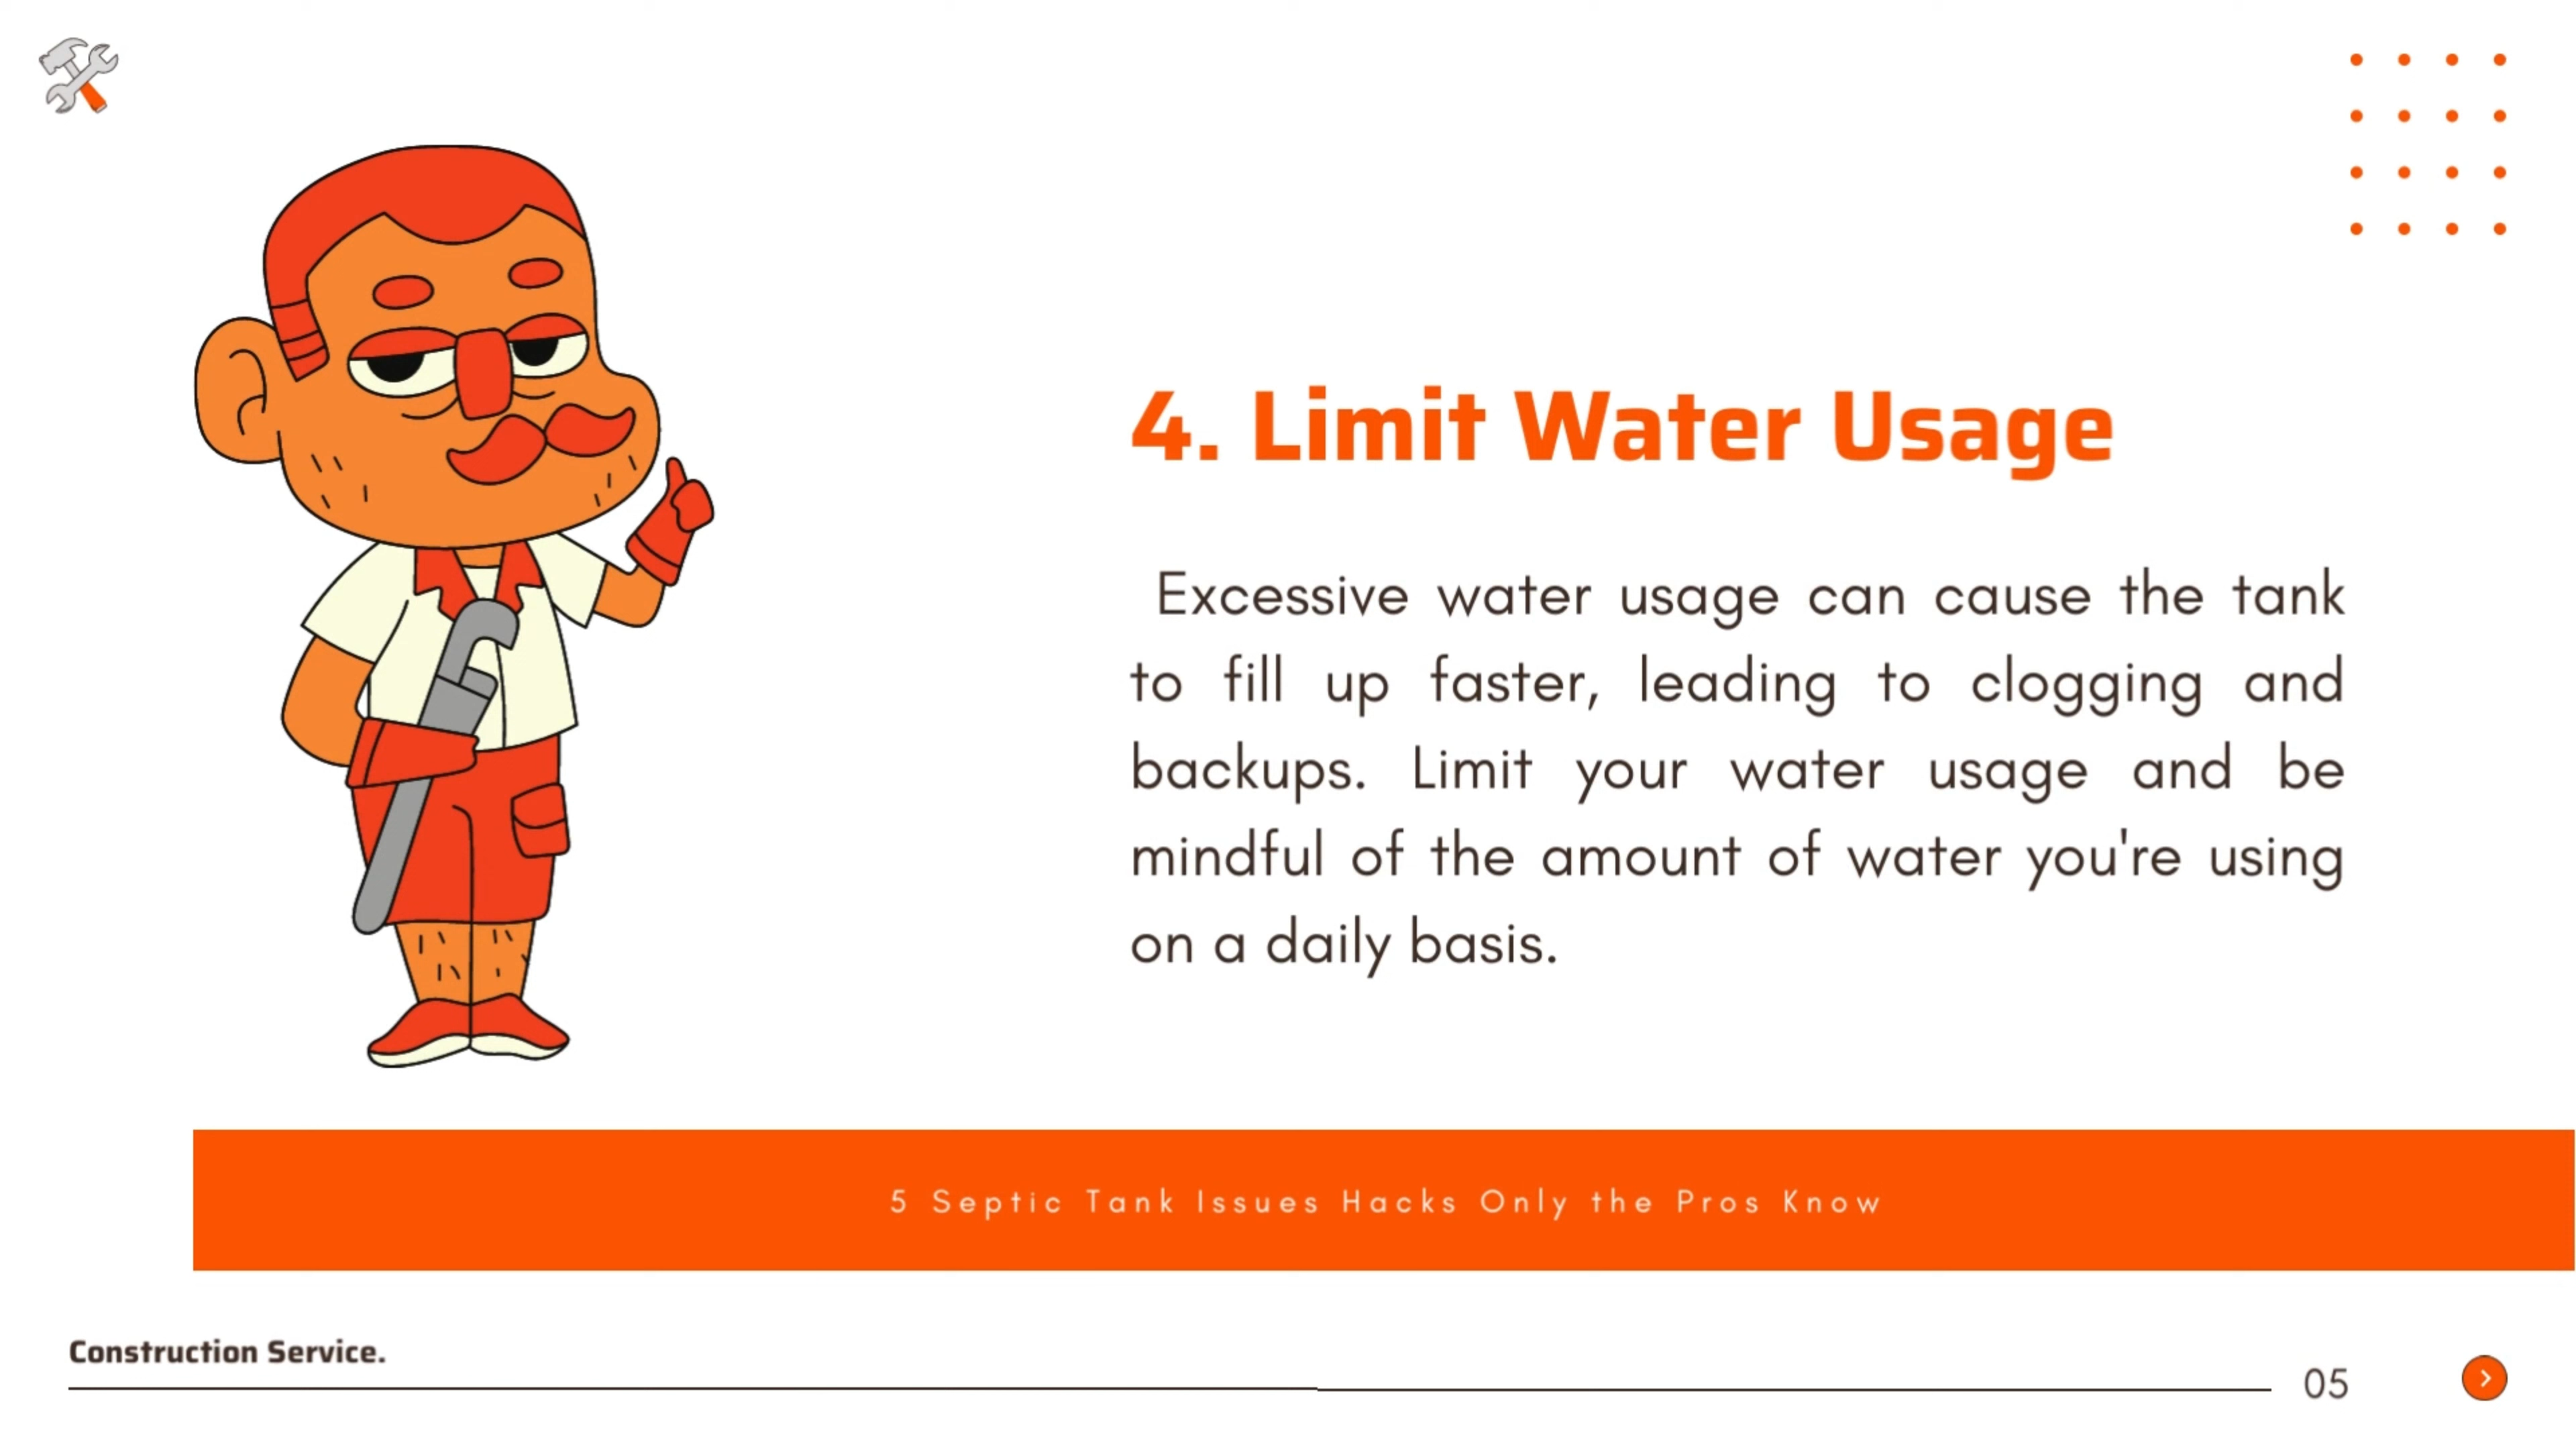 4. Limit Water Usage
Excessive water usage can cause the tank
to fill up faster, leading to clogging and
backups. Limit your water usage and be
mindful of the amount of water you're using
on a daily basis.
5 Septic Tank Issues Hacks Only the Pros Know
Construction Service.
05